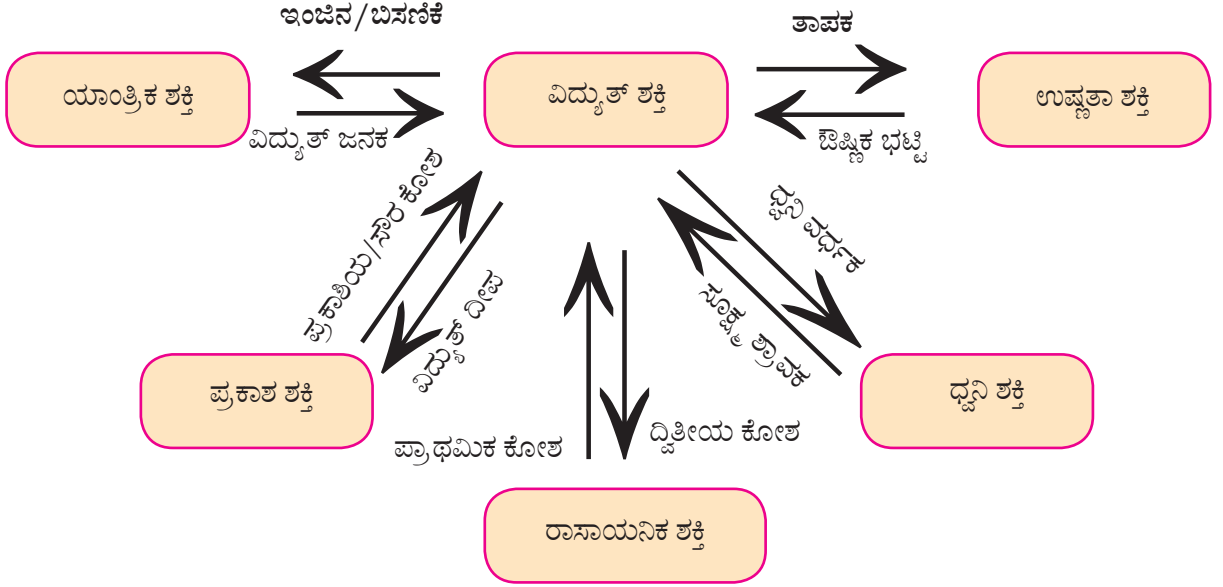 ಇಂಜಿನ/ಬಿಸಣಿಕೆ
ತಾಪಕ
ಯಾಂತ್ರಿಕ ಶಕ್ತಿ
ವಿದ್ಯುತ್ ಶಕ್ತಿ
ಉಷ್ಣತಾ ಶಕ್ತಿ
ವಿದ್ಯುತ್ ಜನಕ
ಔಷ್ಣಿಕ ಭಟ್ಟಿ
ಪ್ರಕಾಶಿಯ/ಸೌರ ಕೋಶ
ವಿದ್ಯುತ್ ದೀಪ
ಧ್ವನಿ ವರ್ಧಕ
ಸೂಕ್ಷ್ಮ ಶ್ರಾವಕ
ಪ್ರಕಾಶ ಶಕ್ತಿ
ಧ್ವನಿ ಶಕ್ತಿ
ಪ್ರಾಥಮಿಕ ಕೋಶ
ದ್ವಿತೀಯ ಕೋಶ
ರಾಸಾಯನಿಕ ಶಕ್ತಿ